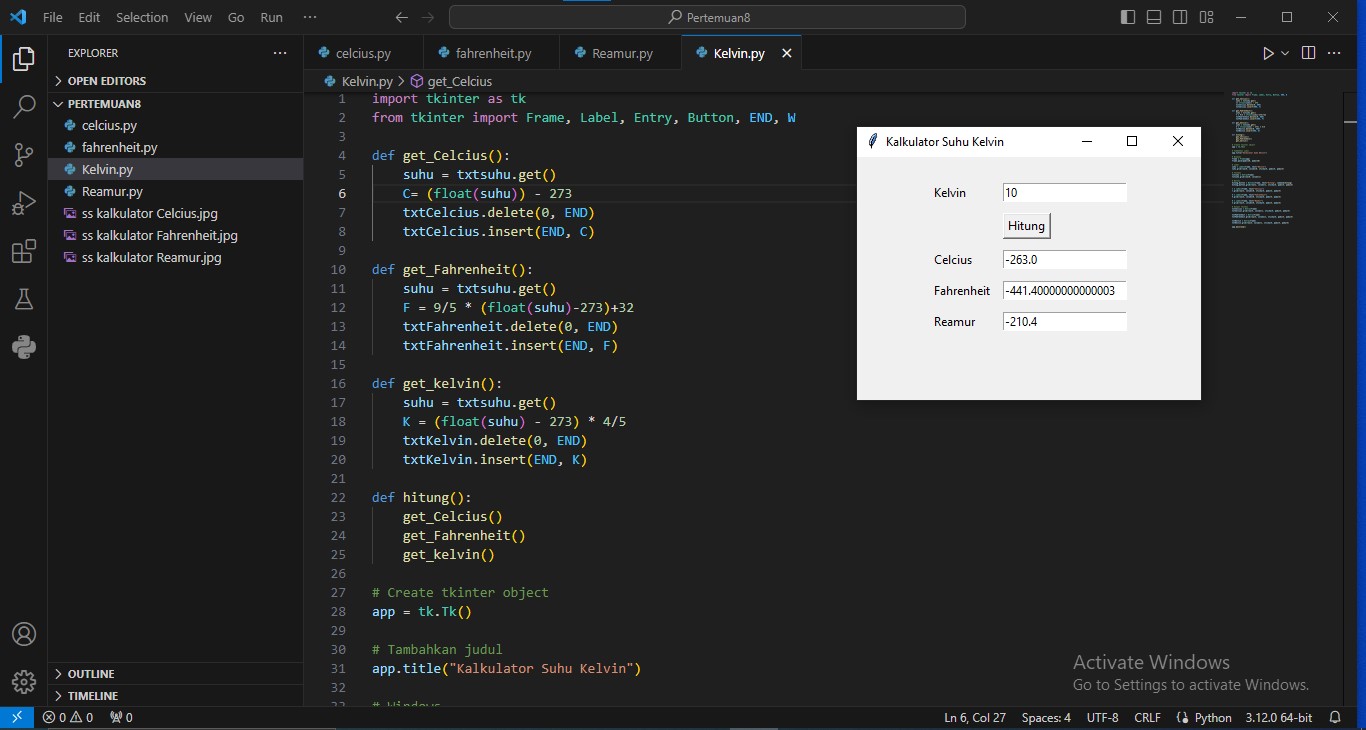 File Edit Selection View Go Run ··· Pertemuan8
EXPLORER ···
OPEN EDITORS
PERTEMUAN8
celcius.py
fahrenheit.py
Kelvin.py
Reamur.py
ss kalkulator Celcius.jpg
ss kalkulator Fahrenheit.jpg
ss kalkulator Reamur.jpg
OUTLINE
TIMELINE
celcius.py fahrenheit.py Reamur.py Kelvin.py
Kelvin.py > get_Celcius
1 import tkinter as tk
2 from tkinter import Frame, Label, Entry, Button, END, W
3
4 def get_Celcius():
5 suhu = txtsuhu.get()
6 C= (float(suhu)) - 273
7 txtCelcius.delete(0, END)
8 txtCelcius.insert(END, C)
9
10 def get_Fahrenheit():
11 suhu = txtsuhu.get()
12 F = 9/5 * (float(suhu)-273)+32
13 txtFahrenheit.delete(0, END)
14 txtFahrenheit.insert(END, F)
15
16 def get_kelvin():
17 suhu = txtsuhu.get()
18 K = (float(suhu) - 273) * 4/5
19 txtKelvin.delete(0, END)
20 txtKelvin.insert(END, K)
21
22 def hitung():
23 get_Celcius()
24 get_Fahrenheit()
25 get_kelvin()
26
27 # Create tkinter object
28 app = tk.Tk()
29
30 # Tambahkan judul
31 app.title("Kalkulator Suhu Kelvin")
32
33 # Windows
Kalkulator Suhu Kelvin
Kelvin 10
Hitung
Celcius -263.0
Fahrenheit -441.40000000000003
Reamur -210.4
Activate Windows
Go to Settings to activate Windows.
0 0 0 Ln 6, Col 27 Spaces: 4 UTF-8 CRLF Python 3.12.0 64-bit